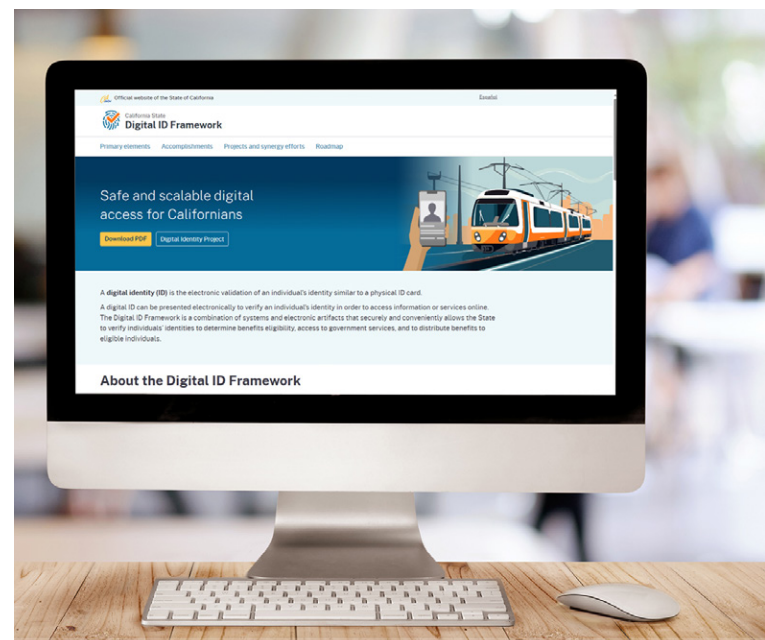 Official website of the State of California
Español
California State
Digital ID Framework
Primary elements Accomplishments Projects and synergy efforts Roadmap
Safe and scalable digital
access for Californians
Download PDF Digital Identity Project
A digital identity (ID) is the electronic validation of an individual's identity similar to a physical ID card.
A digital ID can be presented electronically to verify an individual's identity in order to access information or services online.
The Digital ID Framework is a combination of systems and electronic artifacts that securely and conveniently allows the State
to verify individuals' identities to determine benefits eligibility, access to government services, and to distribute benefits to
eligible individuals.
About the Digital ID Framework